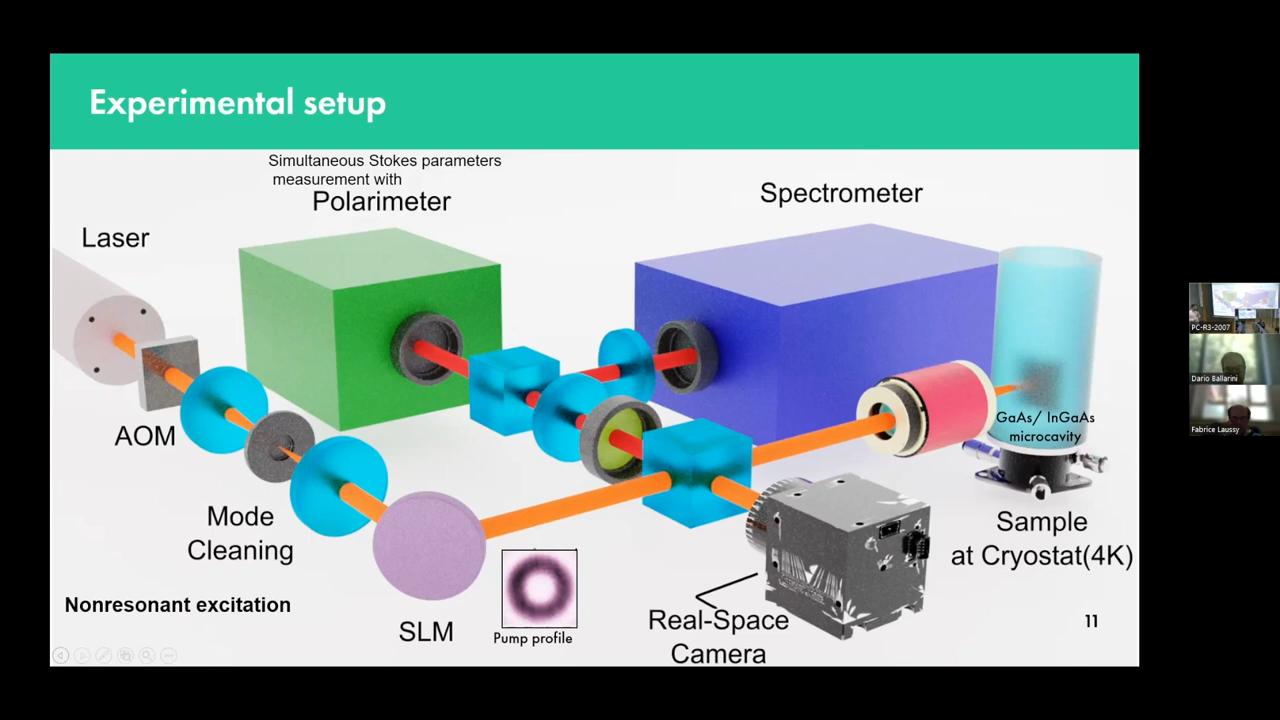 Experimental setup
Simultaneous Stokes parameters
measurement with
Polarimeter
Spectrometer
Laser
AOM
Mode
Cleaning
Nonresonant excitation
SLM
Pump profile
Real-Space
Camera
GaAs/ InGaAs
microcavity
Sample
at Cryostat(4K)
11
PC-R3-2007
Dario Ballarini
Fabrice Laussy